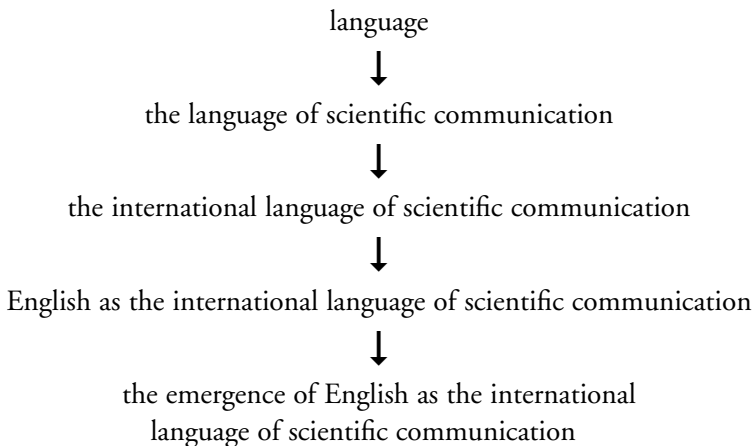 language
the language of scientific communication
the international language of scientific communication
English as the international language of scientific communication
the emergence of English as the international
language of scientific communication